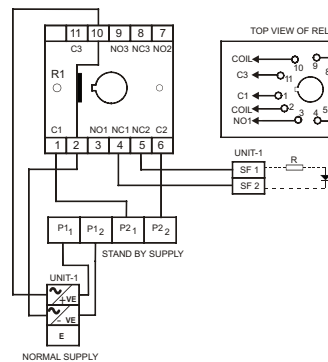 11 10 9 8 7
C3 NO3 NC3 NO2
R1
C1 NO1 NC1 NC2 C2
1 2 3 4 5 6
P1₁ P1₂ P2₁ P2₂
STAND BY SUPPLY
UNIT-1
+ VE
- VE
E
NORMAL SUPPLY
TOP VIEW OF REL
COIL
10 9
8
C3
11
C1
1
COIL
2
NO1
3 4 5
UNIT-1
SF 1
R
SF 2